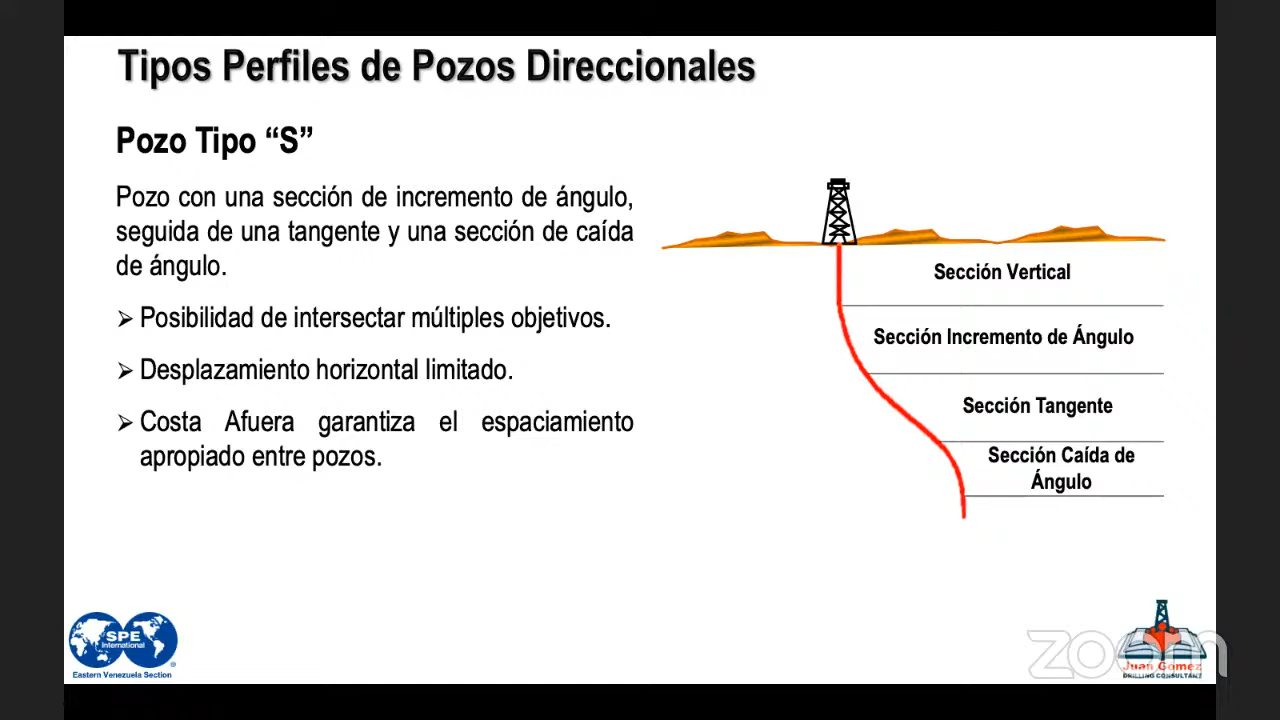 Tipos Perfiles de Pozos Direccionales
Pozo Tipo “S”
Pozo con una sección de incremento de ángulo,
seguida de una tangente y una sección de caída
de ángulo.
➢ Posibilidad de intersectar múltiples objetivos.
➢ Desplazamiento horizontal limitado.
➢ Costa Afuera garantiza el espaciamiento
apropiado entre pozos.
Sección Vertical
Sección Incremento de Ángulo
Sección Tangente
Sección Caída de
Ángulo
SPE
International
®
Eastern Venezuela Section
zoom
Juan Gomez
DRILLING CONSULTANT